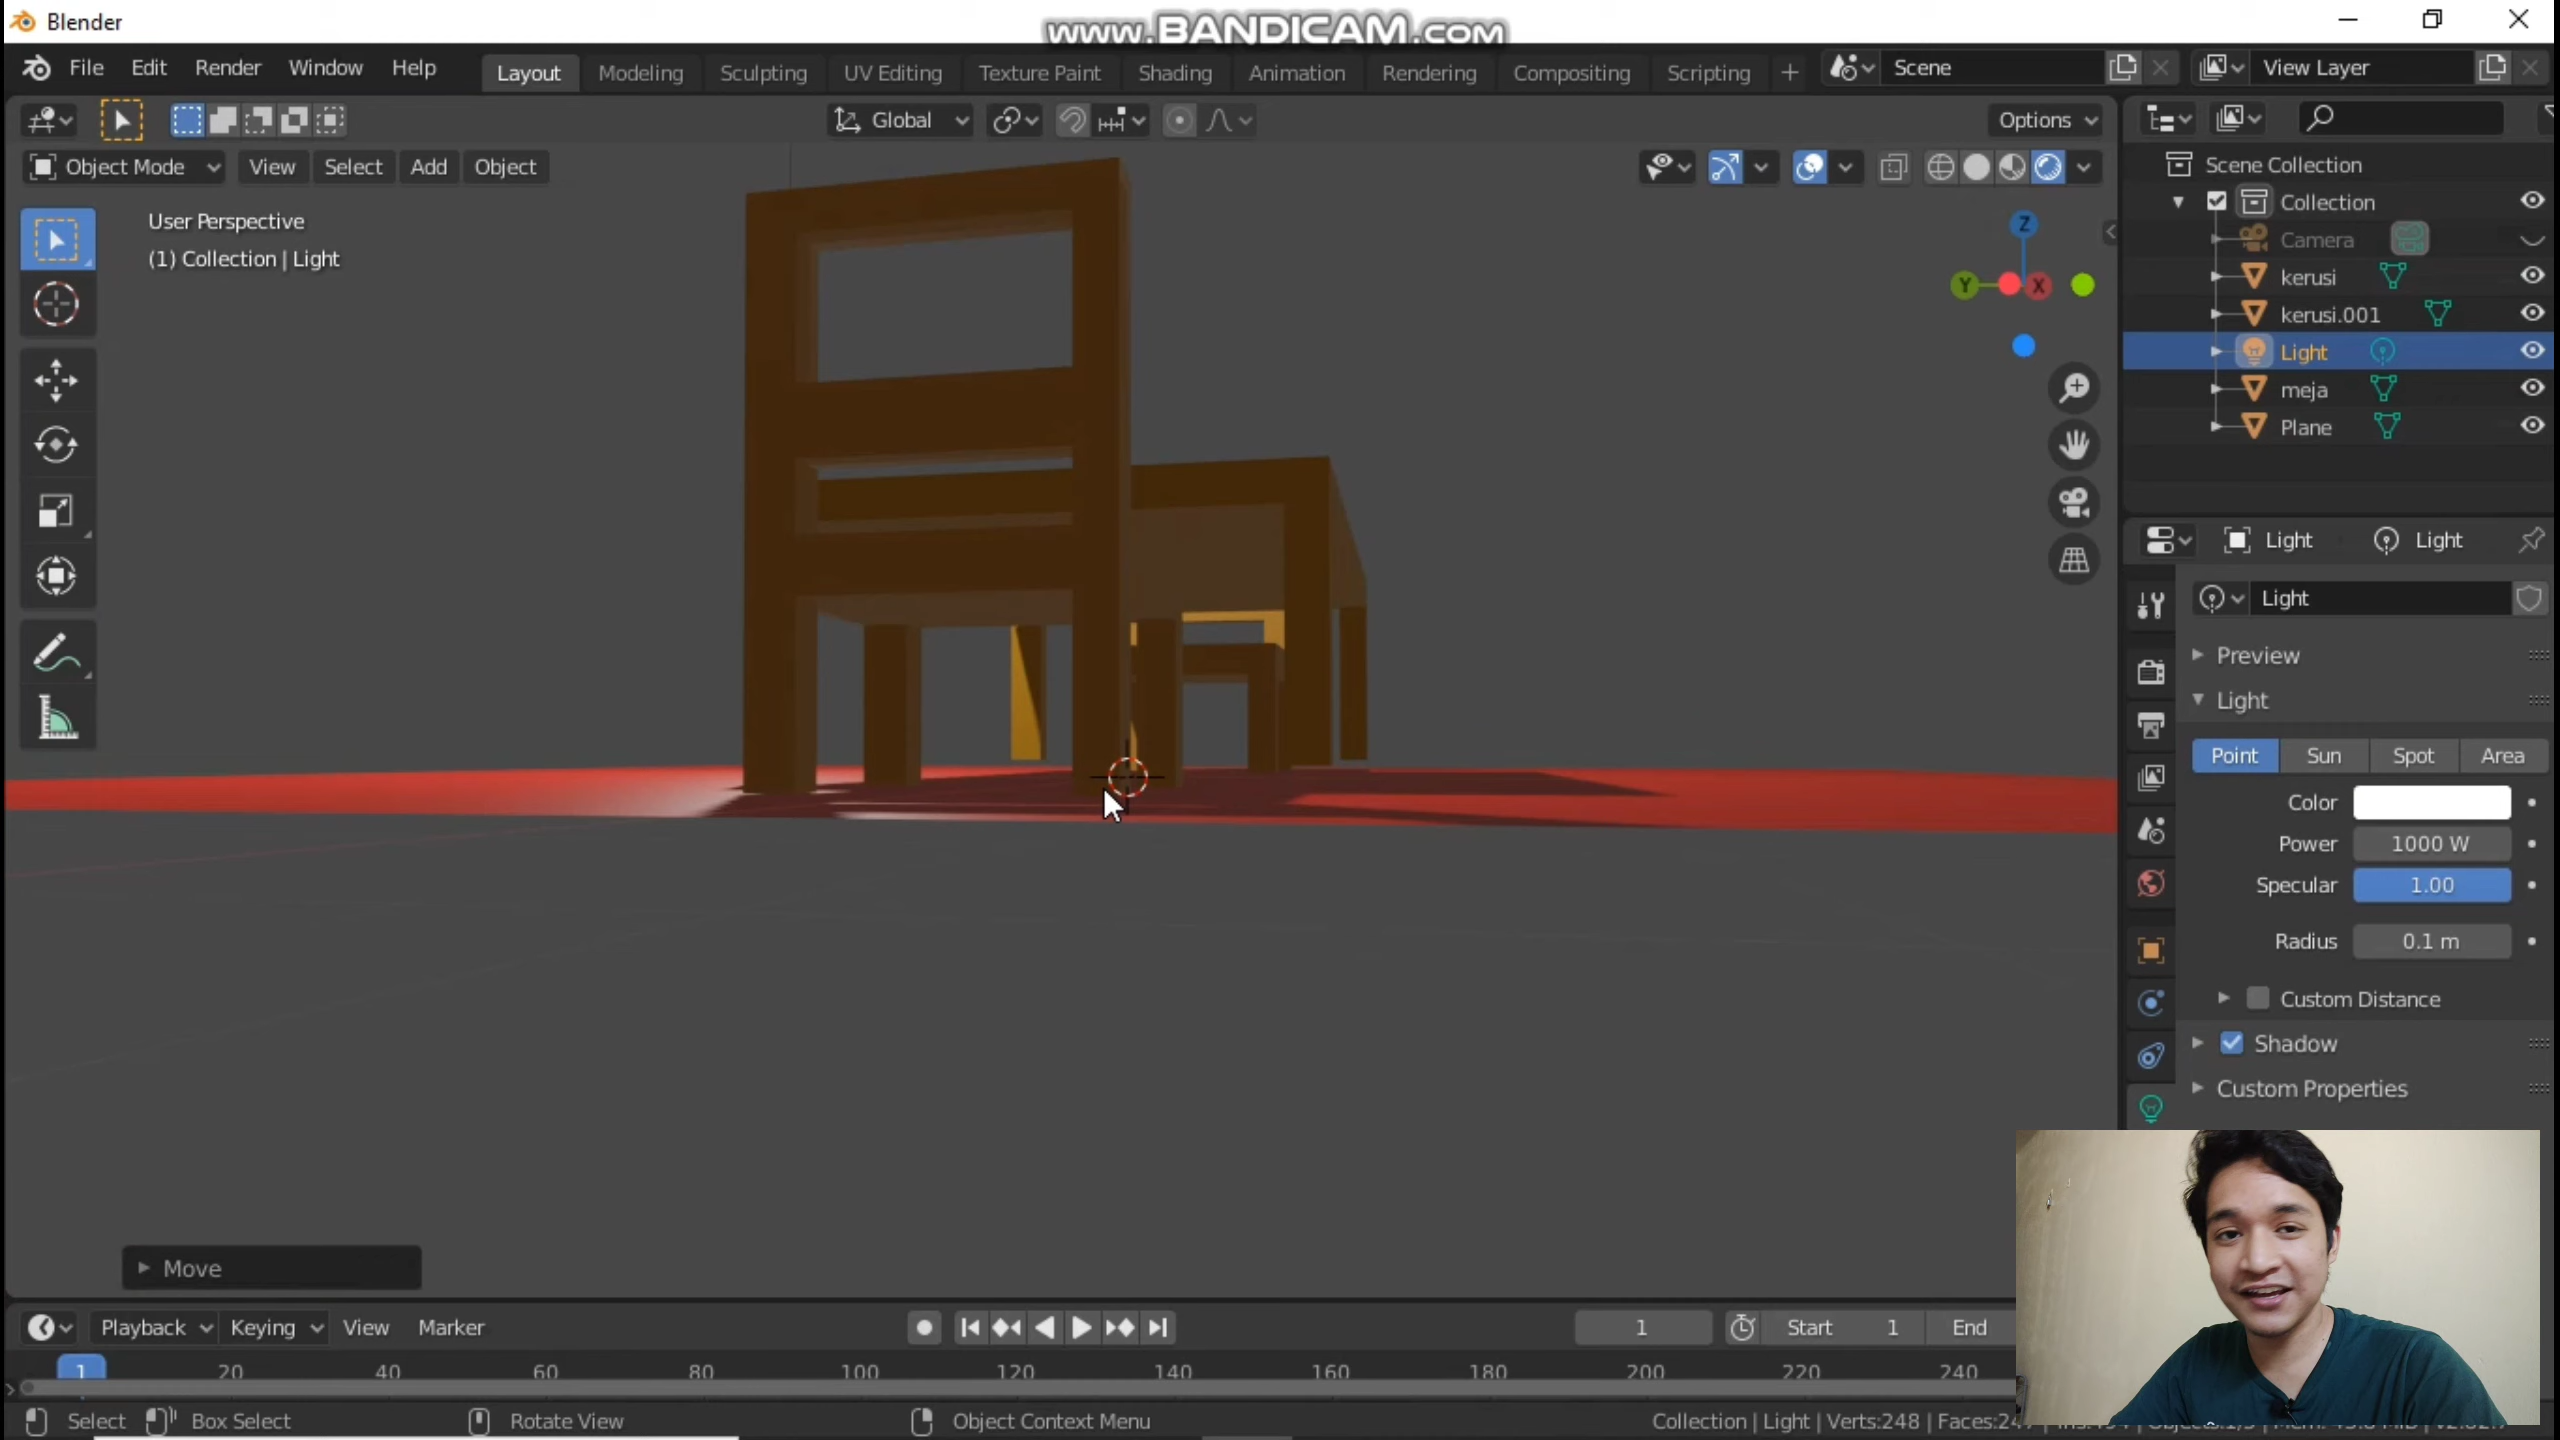 Blender
www.BANDICAM.com
File Edit Render Window Help
Layout Modeling Sculpting UV Editing Texture Paint Shading Animation Rendering Compositing Scripting +
Scene
View Layer
Global
Options
Object Mode View Select Add Object
User Perspective
(1) Collection | Light
Z
Y X
Scene Collection
Collection
Camera
kerusi
kerusi.001
Light
meja
Plane
Light Light
Light
Preview
Light
Point Sun Spot Area
Color
Power 1000 W
Specular 1.00
Radius 0.1 m
Custom Distance
Shadow
Custom Properties
Move
Playback Keying View Marker
1 Start 1 End
1 20 40 60 80 100 120 140 160 180 200 220 240
Select Box Select Rotate View Object Context Menu
Collection | Light | Verts:248 |